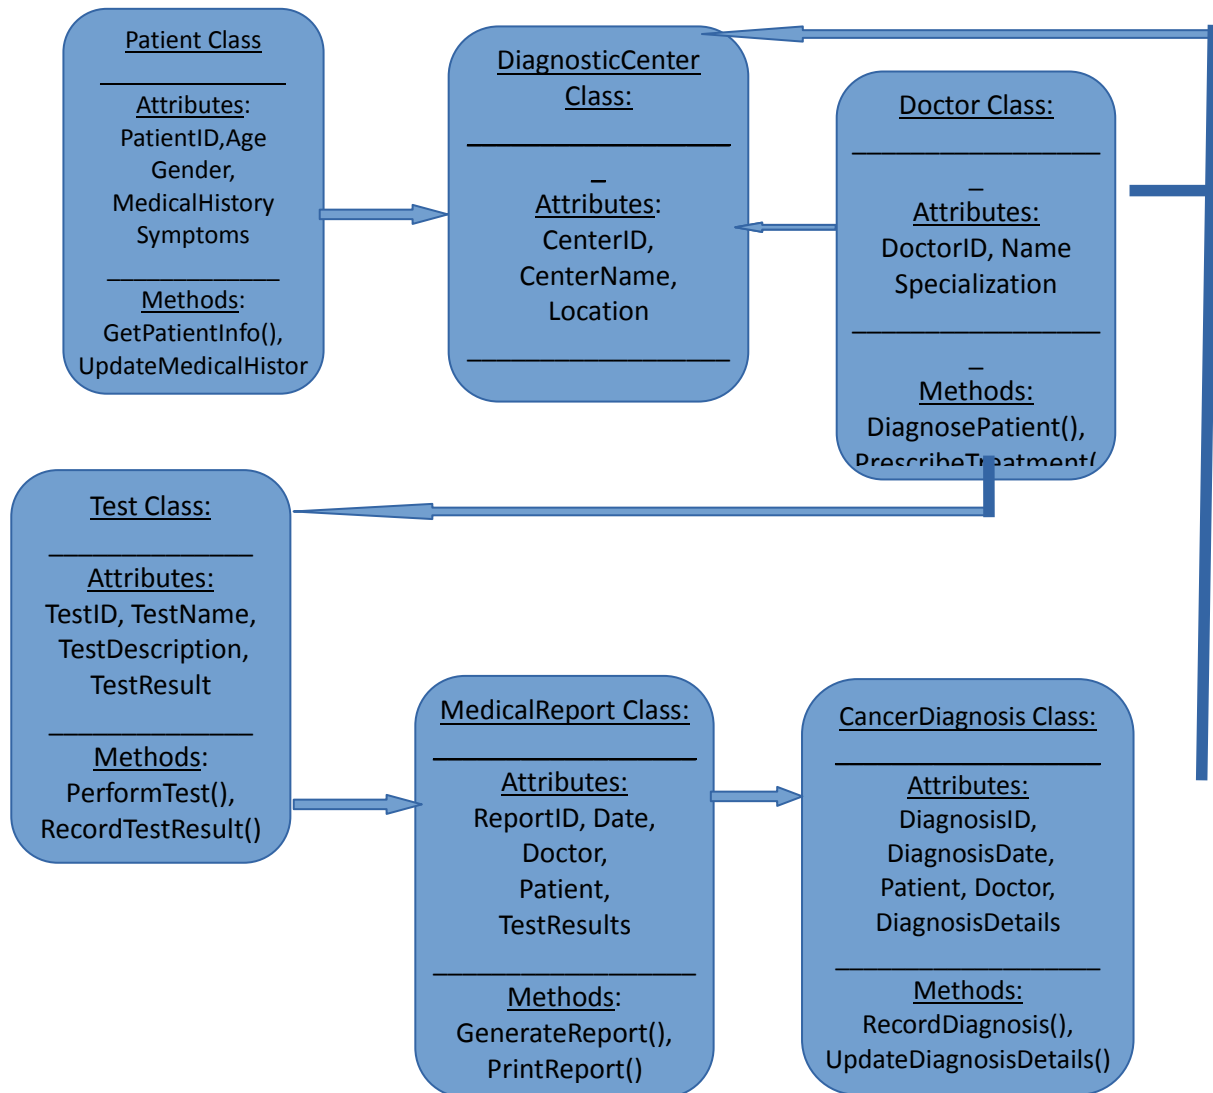 Patient Class
Attributes:
PatientID,Age
Gender,
MedicalHistory
Symptoms
Methods:
GetPatientInfo(),
UpdateMedicalHistor
DiagnosticCenter
Class:
Attributes:
CenterID,
CenterName,
Location
Doctor Class:
Attributes:
DoctorID, Name
Specialization
Methods:
DiagnosePatient(),
PrescribeTreatment(
Test Class:
Attributes:
TestID, TestName,
TestDescription,
TestResult
Methods:
PerformTest(),
RecordTestResult()
MedicalReport Class:
Attributes:
ReportID, Date,
Doctor,
Patient,
TestResults
Methods:
GenerateReport(),
PrintReport()
CancerDiagnosis Class:
Attributes:
DiagnosisID,
DiagnosisDate,
Patient, Doctor,
DiagnosisDetails
Methods:
RecordDiagnosis(),
UpdateDiagnosisDetails()